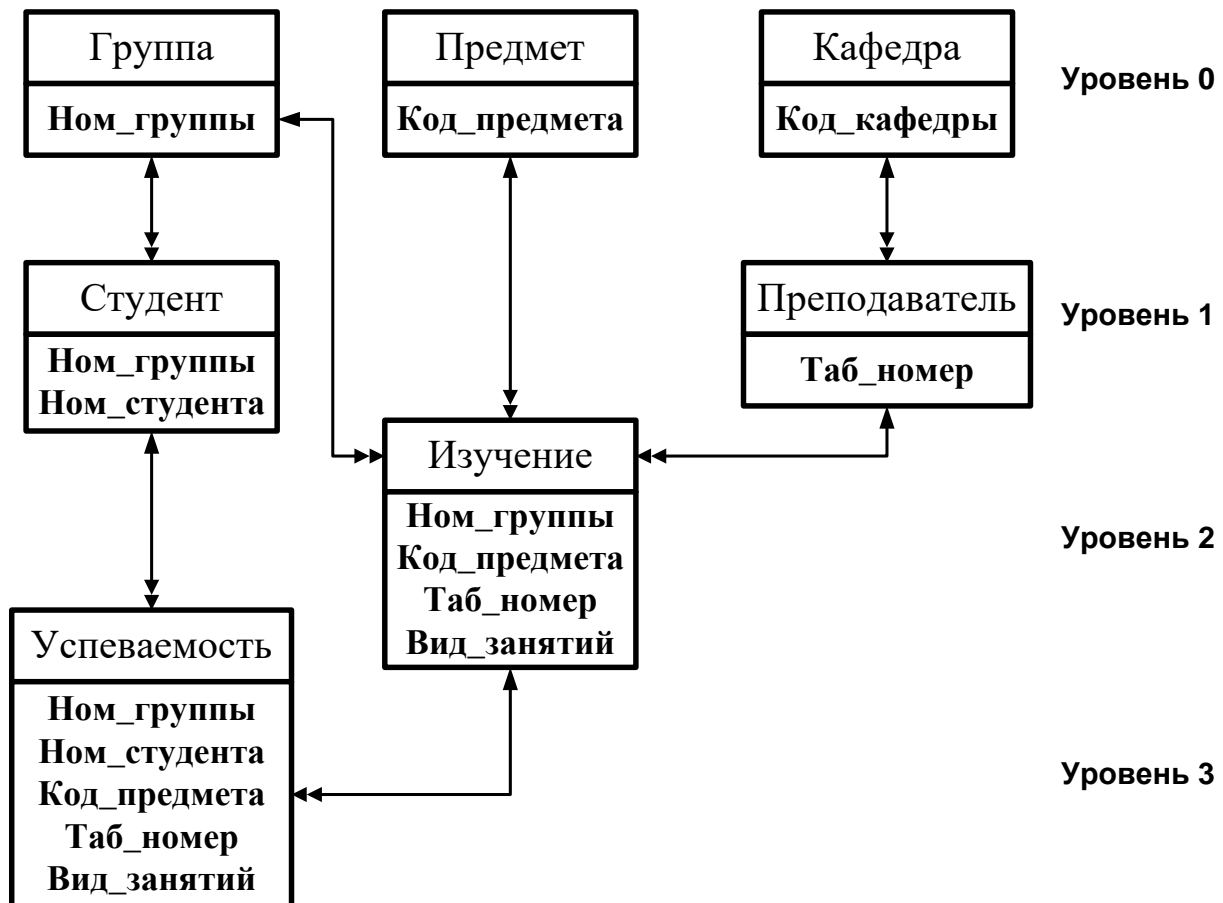 Группа
Ном_группы
Предмет
Код_предмета
Кафедра
Код_кафедры
Уровень 0
Студент
Ном_группы
Ном_студента
Преподаватель
Таб_номер
Уровень 1
Изучение
Ном_группы
Код_предмета
Таб_номер
Вид_занятий
Уровень 2
Успеваемость
Ном_группы
Ном_студента
Код_предмета
Таб_номер
Вид_занятий
Уровень 3